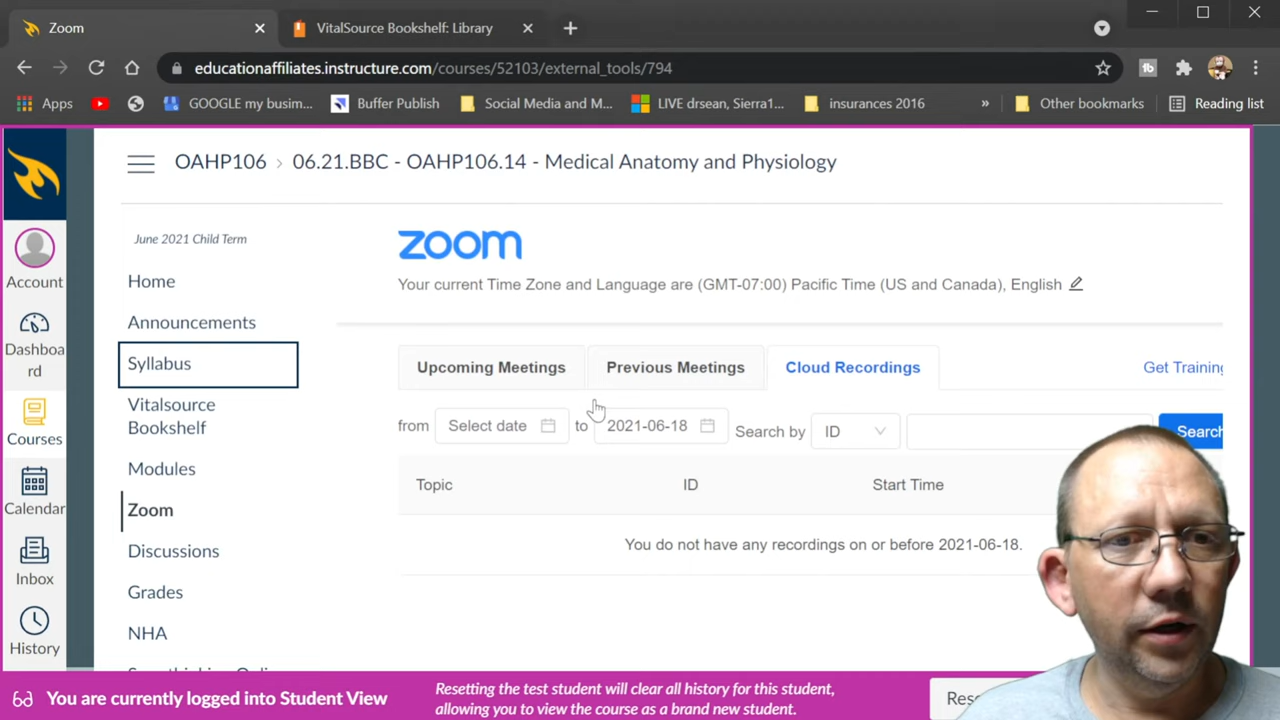 Zoom
VitalSource Bookshelf: Library
educationaffiliates.instructure.com/courses/52103/external_tools/794
Apps
GOOGLE my busim...
Buffer Publish
Social Media and M...
LIVE drsean, Sierra1...
insurances 2016
»
Other bookmarks
Reading list
OAHP106 › 06.21.BBC - OAHP106.14 - Medical Anatomy and Physiology
June 2021 Child Term
Account
Dashboa
rd
Courses
Calendar
Inbox
History
Home
Announcements
Syllabus
Vitalsource
Bookshelf
Modules
Zoom
Discussions
Grades
NHA
zoom
Your current Time Zone and Language are (GMT-07:00) Pacific Time (US and Canada), English
Upcoming Meetings
Previous Meetings
Cloud Recordings
Get Training
from Select date to 2021-06-18 Search by ID Search
Topic ID Start Time
You do not have any recordings on or before 2021-06-18.
You are currently logged into Student View
Resetting the test student will clear all history for this student,
allowing you to view the course as a brand new student.